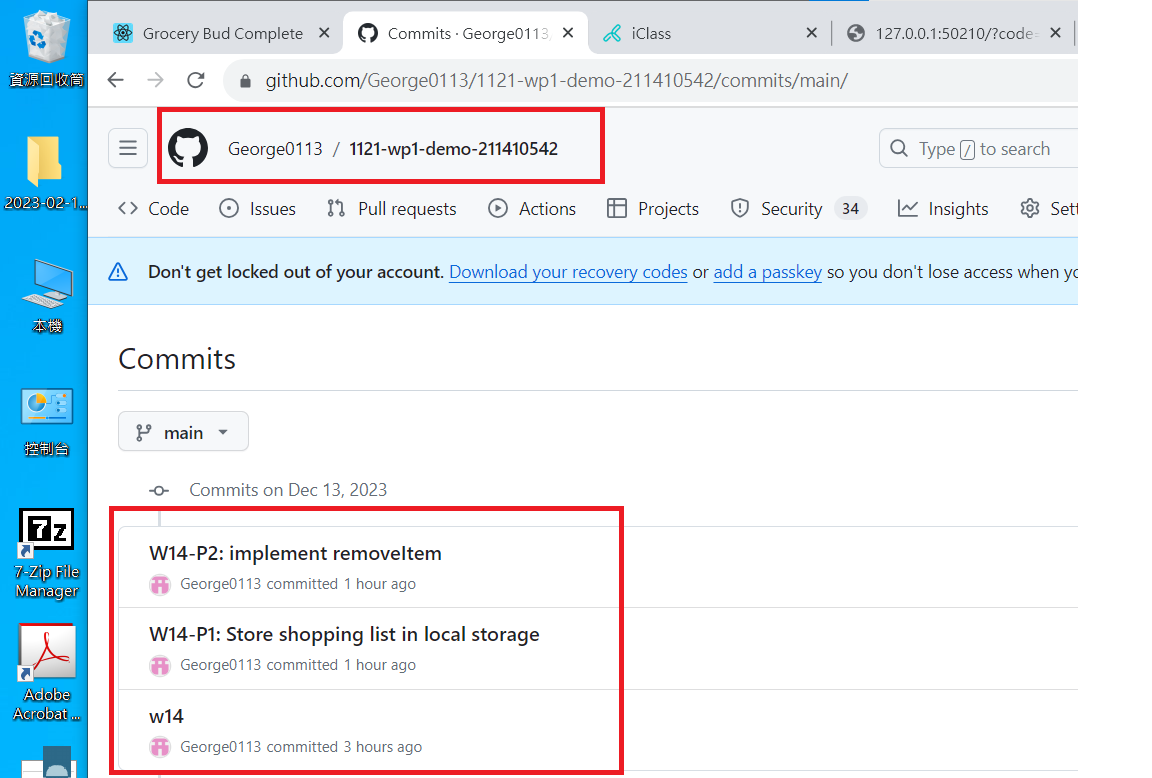 資源回收筒
2023-02-1...
本機
控制台
7-Zip File
Manager
Adobe
Acrobat ...
Grocery Bud Complete
Commits · George0113
iClass
127.0.0.1:50210/?code=
github.com/George0113/1121-wp1-demo-211410542/commits/main/
George0113 / 1121-wp1-demo-211410542
Type / to search
Code Issues Pull requests Actions Projects Security 34 Insights Sett
Don't get locked out of your account. Download your recovery codes or add a passkey so you don't lose access when yo
Commits
main
Commits on Dec 13, 2023
W14-P2: implement removeItem
George0113 committed 1 hour ago
W14-P1: Store shopping list in local storage
George0113 committed 1 hour ago
w14
George0113 committed 3 hours ago